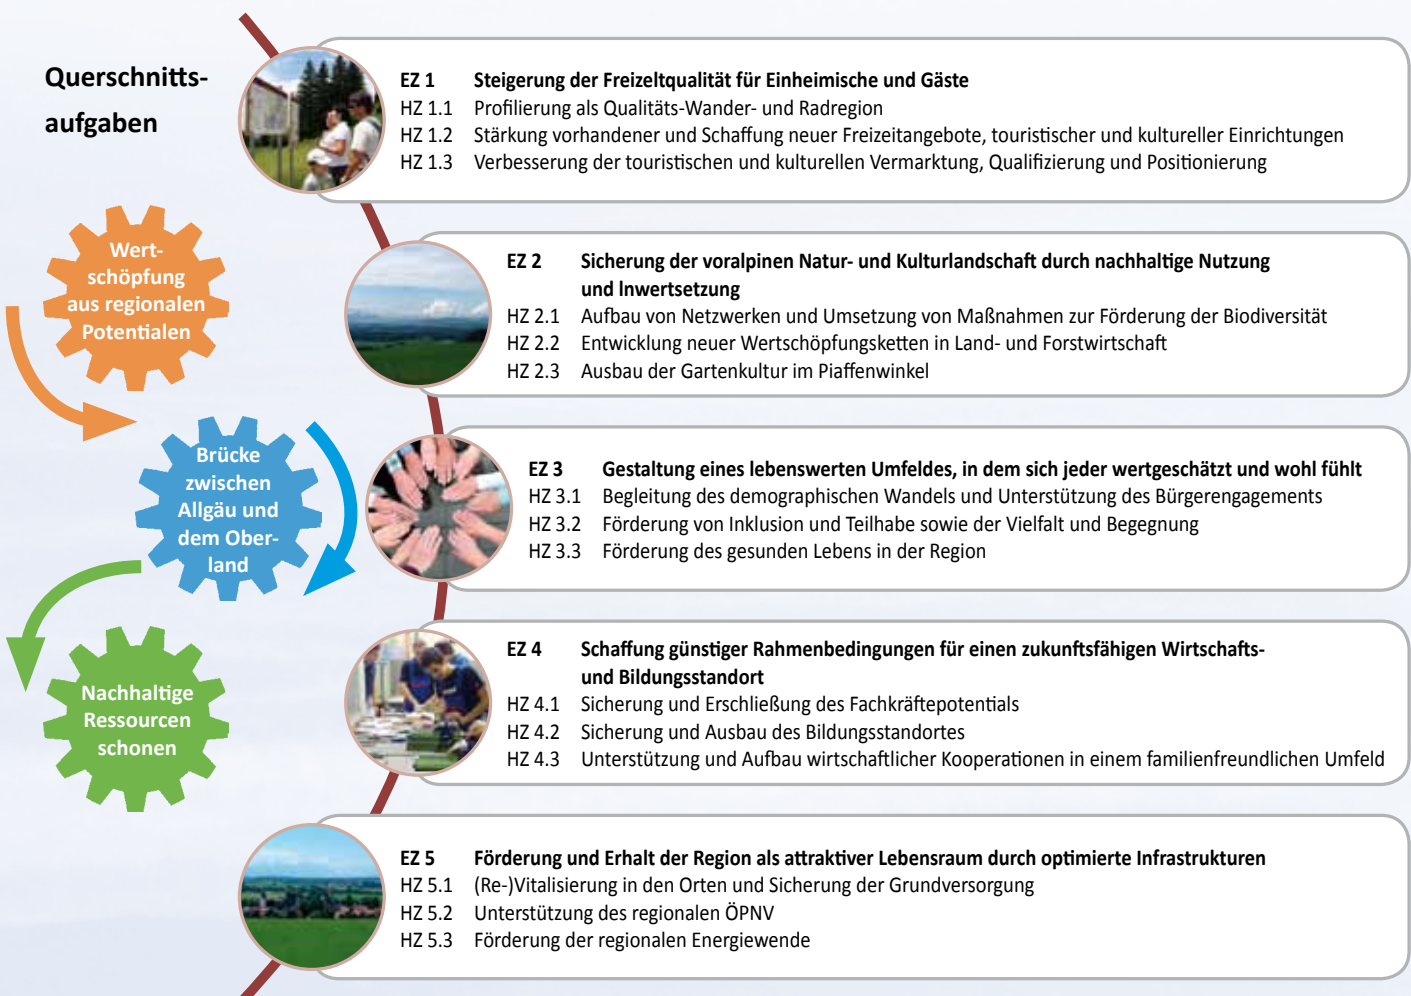 Querschnitts-
aufgaben
Wert-
schöpfung
aus regionalen
Potentialen
Brücke
zwischen
Allgäu und
dem Ober-
land
Nachhaltige
Ressourcen
schonen
EZ 1 Steigerung der Freizeltqualität für Einheimische und Gäste
HZ 1.1 Profilierung als Qualitäts-Wander- und Radregion
HZ 1.2 Stärkung vorhandener und Schaffung neuer Freizeitangebote, touristischer und kultureller Einrichtungen
HZ 1.3 Verbesserung der touristischen und kulturellen Vermarktung, Qualifizierung und Positionierung
EZ 2 Sicherung der voralpinen Natur- und Kulturlandschaft durch nachhaltige Nutzung
und Inwertsetzung
HZ 2.1 Aufbau von Netzwerken und Umsetzung von Maßnahmen zur Förderung der Biodiversität
HZ 2.2 Entwicklung neuer Wertschöpfungsketten in Land- und Forstwirtschaft
HZ 2.3 Ausbau der Gartenkultur im Piaffenwinkel
EZ 3 Gestaltung eines lebenswerten Umfeldes, in dem sich jeder wertgeschätzt und wohl fühlt
HZ 3.1 Begleitung des demographischen Wandels und Unterstützung des Bürgerengagements
HZ 3.2 Förderung von Inklusion und Teilhabe sowie der Vielfalt und Begegnung
HZ 3.3 Förderung des gesunden Lebens in der Region
EZ 4 Schaffung günstiger Rahmenbedingungen für einen zukunftsfähigen Wirtschafts-
und Bildungsstandort
HZ 4.1 Sicherung und Erschließung des Fachkräftepotentials
HZ 4.2 Sicherung und Ausbau des Bildungsstandortes
HZ 4.3 Unterstützung und Aufbau wirtschaftlicher Kooperationen in einem familienfreundlichen Umfeld
EZ 5 Förderung und Erhalt der Region als attraktiver Lebensraum durch optimierte Infrastrukturen
HZ 5.1 (Re-)Vitalisierung in den Orten und Sicherung der Grundversorgung
HZ 5.2 Unterstützung des regionalen ÖPNV
HZ 5.3 Förderung der regionalen Energiewende